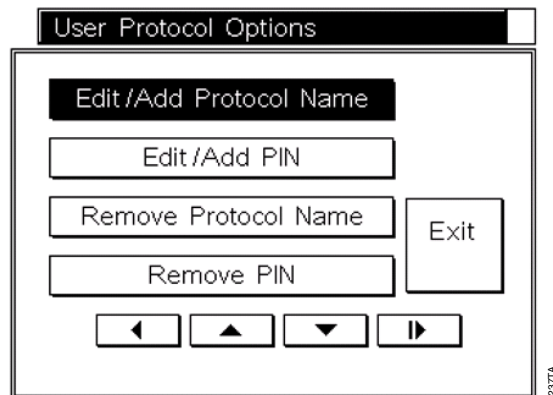 User Protocol Options
Edit/Add Protocol Name
Edit/Add PIN
Remove Protocol Name
Exit
Remove PIN